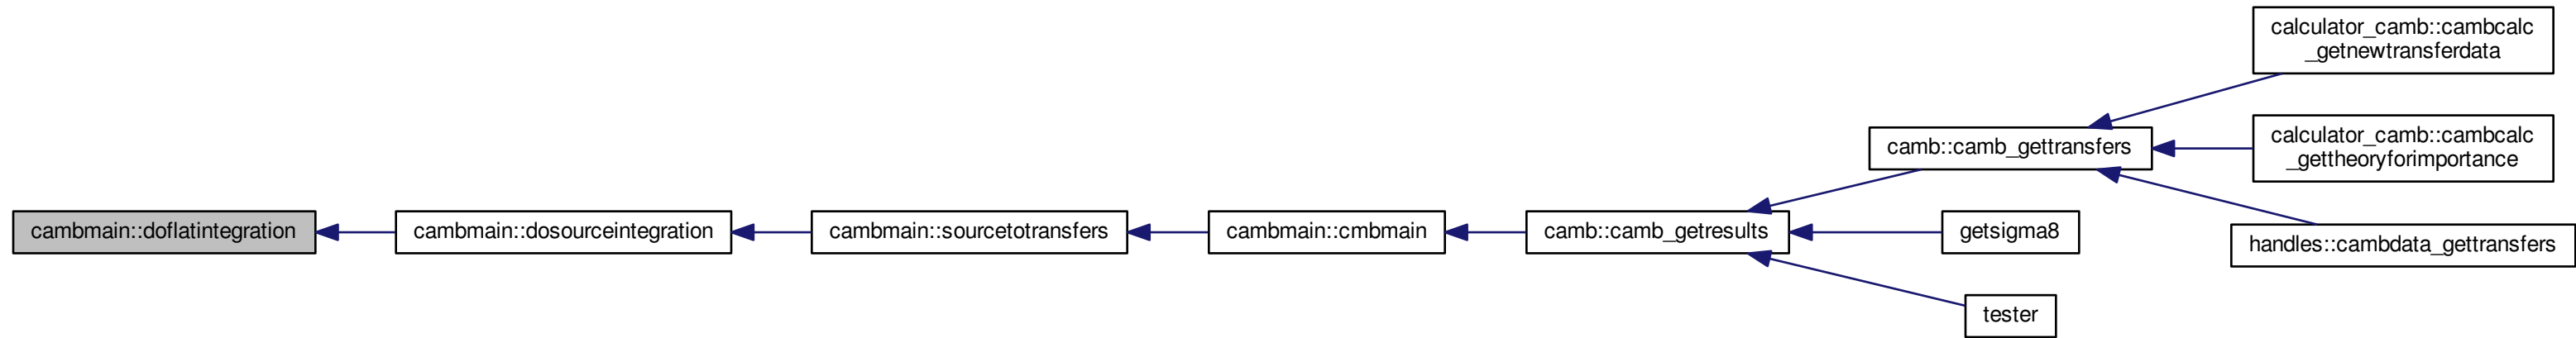 calculator_camb::cambcalc
_getnewtransferdata
calculator_camb::cambcalc
_gettheoryforimportance
camb::camb_gettransfers
handles::cambdata_gettransfers
cambmain::doflatintegration
cambmain::dosourceintegration
cambmain::sourcetotransfers
cambmain::cmbmain
camb::camb_getresults
getsigma8
tester